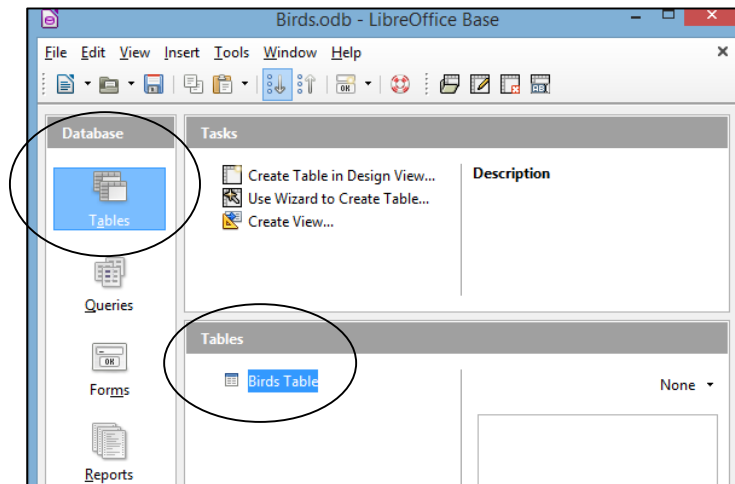 Birds.odb - LibreOffice Base
File Edit View Insert Tools Window Help
Database
Tables
Queries
Forms
Reports
Tasks
Create Table in Design View...
Use Wizard to Create Table...
Create View...
Description
Tables
Birds Table
None